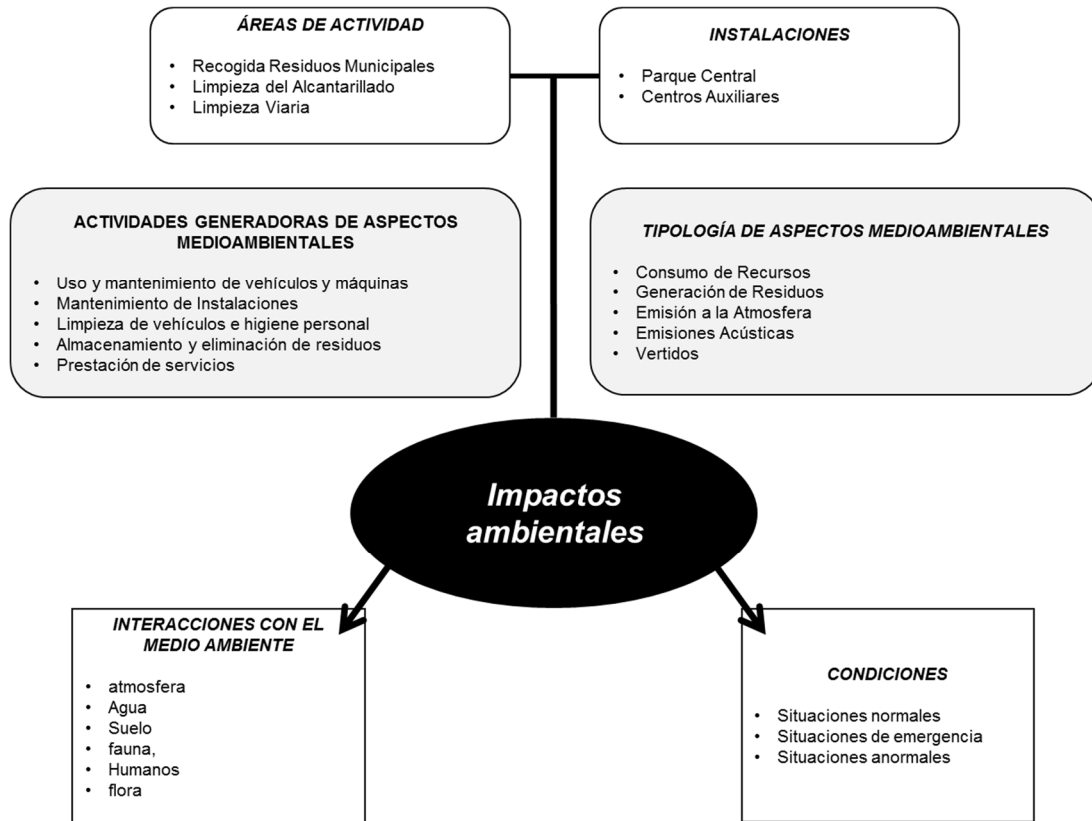 ÁREAS DE ACTIVIDAD
• Recogida Residuos Municipales
• Limpieza del Alcantarillado
• Limpieza Viaria
INSTALACIONES
• Parque Central
• Centros Auxiliares
ACTIVIDADES GENERADORAS DE ASPECTOS
MEDIOAMBIENTALES
• Uso y mantenimiento de vehículos y máquinas
• Mantenimiento de Instalaciones
• Limpieza de vehículos e higiene personal
• Almacenamiento y eliminación de residuos
• Prestación de servicios
TIPOLOGÍA DE ASPECTOS MEDIOAMBIENTALES
• Consumo de Recursos
• Generación de Residuos
• Emisión a la Atmosfera
• Emisiones Acústicas
• Vertidos
Impactos
ambientales
INTERACCIONES CON EL
MEDIO AMBIENTE
• atmosfera
• Agua
• Suelo
• fauna,
• Humanos
• flora
CONDICIONES
• Situaciones normales
• Situaciones de emergencia
• Situaciones anormales